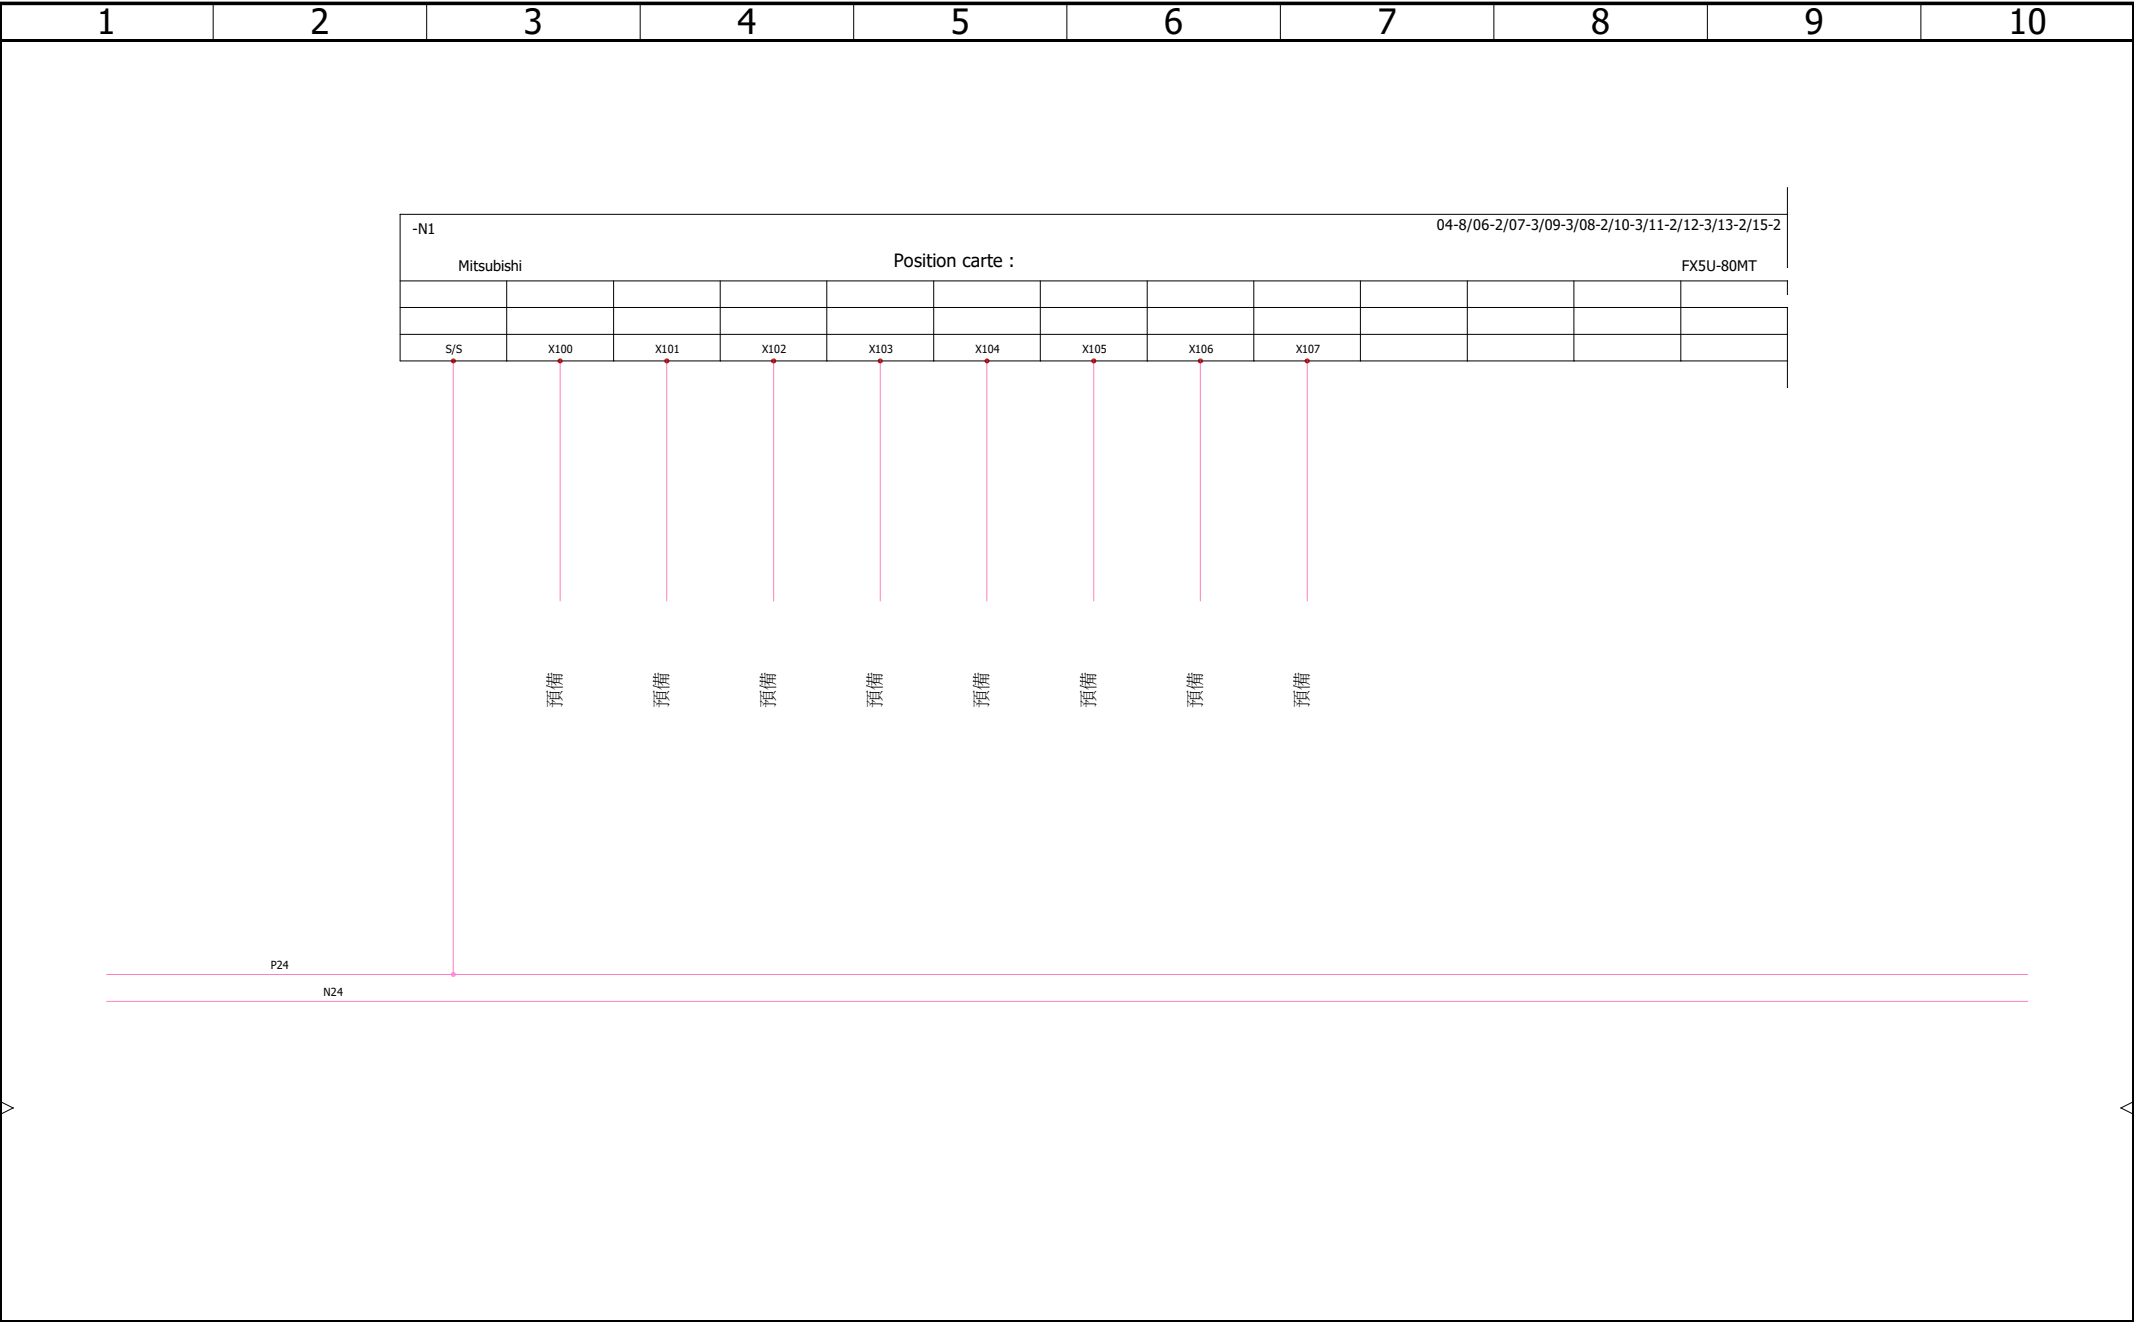 1 2 3 4 5 6 7 8 9 10
-N1 04-8/06-2/07-3/09-3/08-2/10-3/11-2/12-3/13-2/15-2
Mitsubishi Position carte : FX5U-80MT
S/S X100 X101 X102 X103 X104 X105 X106 X107
預備 預備 預備 預備 預備 預備 預備 預備
P24
N24